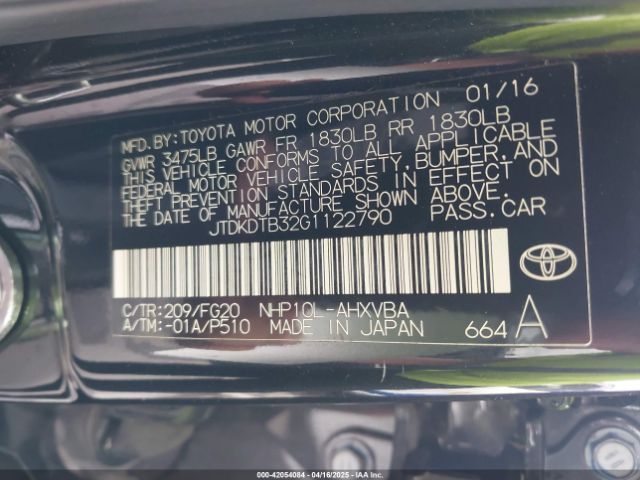 MFD. BY: TOYOTA MOTOR CORPORATION 01/16
GVWR 3475LB GAWR FR 1830LB RR 1830LB
THIS VEHICLE CONFORMS TO ALL APPLICABLE
FEDERAL MOTOR VEHICLE SAFETY, BUMPER, AND
THEFT PREVENTION STANDARDS IN EFFECT ON
THE DATE OF MANUFACTURE SHOWN ABOVE.
JTDKDTB32G1122790 PASS. CAR
C/TR: 209/FG20 NHP10L-AHXVBA
A/TM: -01A/P510 MADE IN JAPAN 664 A
000-42054084 - 04/16/2025 - IAA Inc.